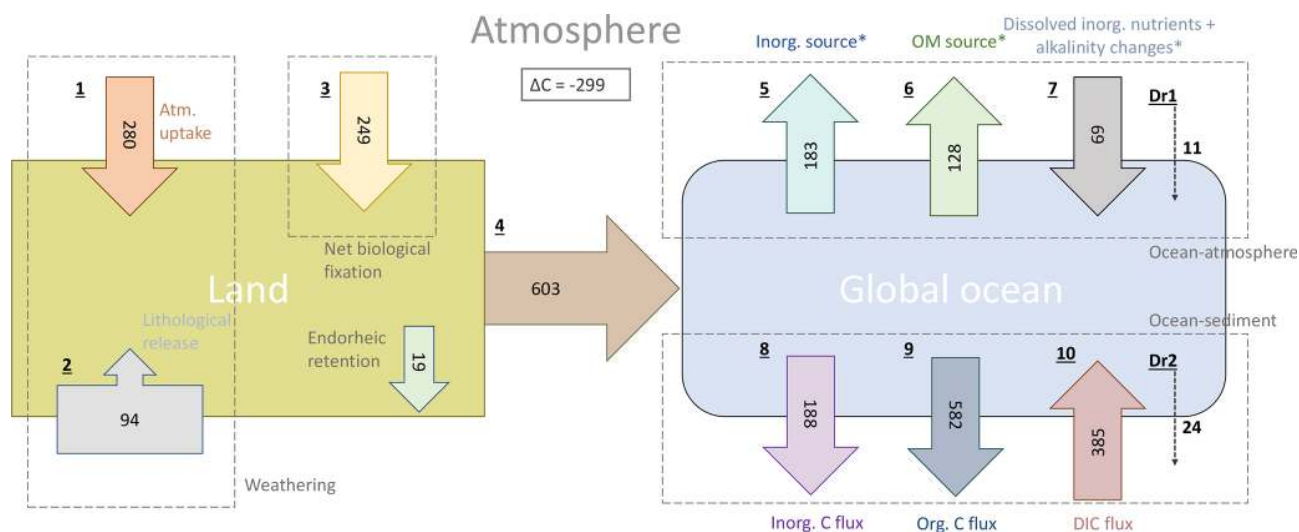 Atmosphere
ΔC = -299
Inorg. source*
OM source*
Dissolved inorg. nutrients +
alkalinity changes*
1
Atm.
uptake
280
3
249
5
183
6
128
7
69
Dr1
11
Net biological
fixation
4
603
Ocean-atmosphere
Land
Global ocean
Lithological
release
Endorheic
retention
19
2
94
Weathering
Ocean-sediment
8
188
9
582
10
385
Dr2
24
Inorg. C flux
Org. C flux
DIC flux